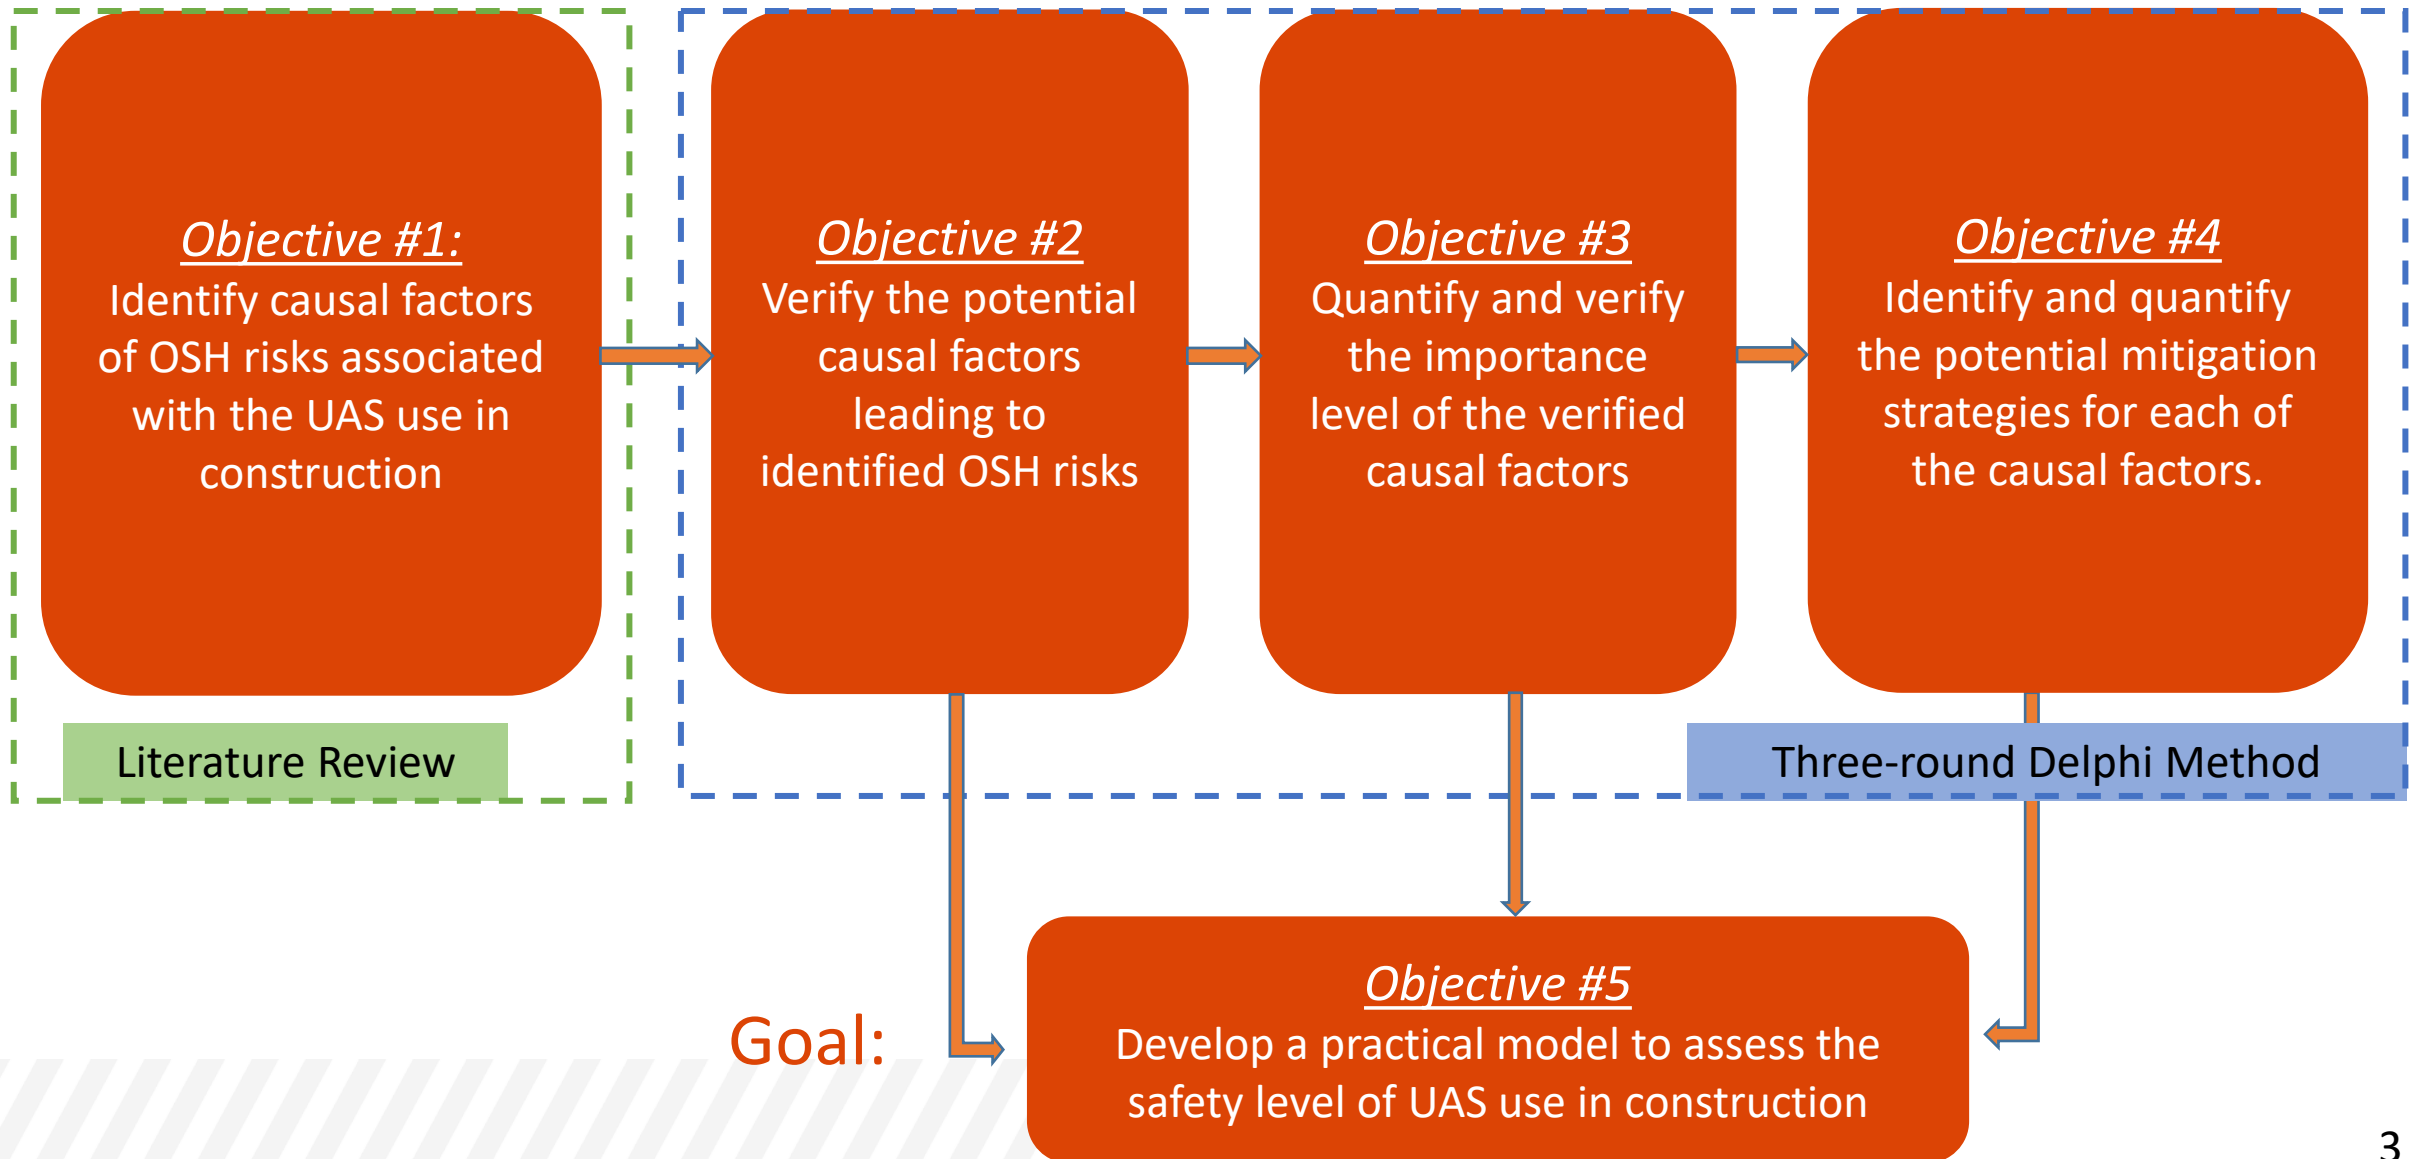 Objective #1:
Identify causal factors
of OSH risks associated
with the UAS use in
construction
Literature Review
Objective #2
Verify the potential
causal factors
leading to
identified OSH risks
Objective #3
Quantify and verify
the importance
level of the verified
causal factors
Objective #4
Identify and quantify
the potential mitigation
strategies for each of
the causal factors.
Three-round Delphi Method
Goal:
Objective #5
Develop a practical model to assess the
safety level of UAS use in construction
3